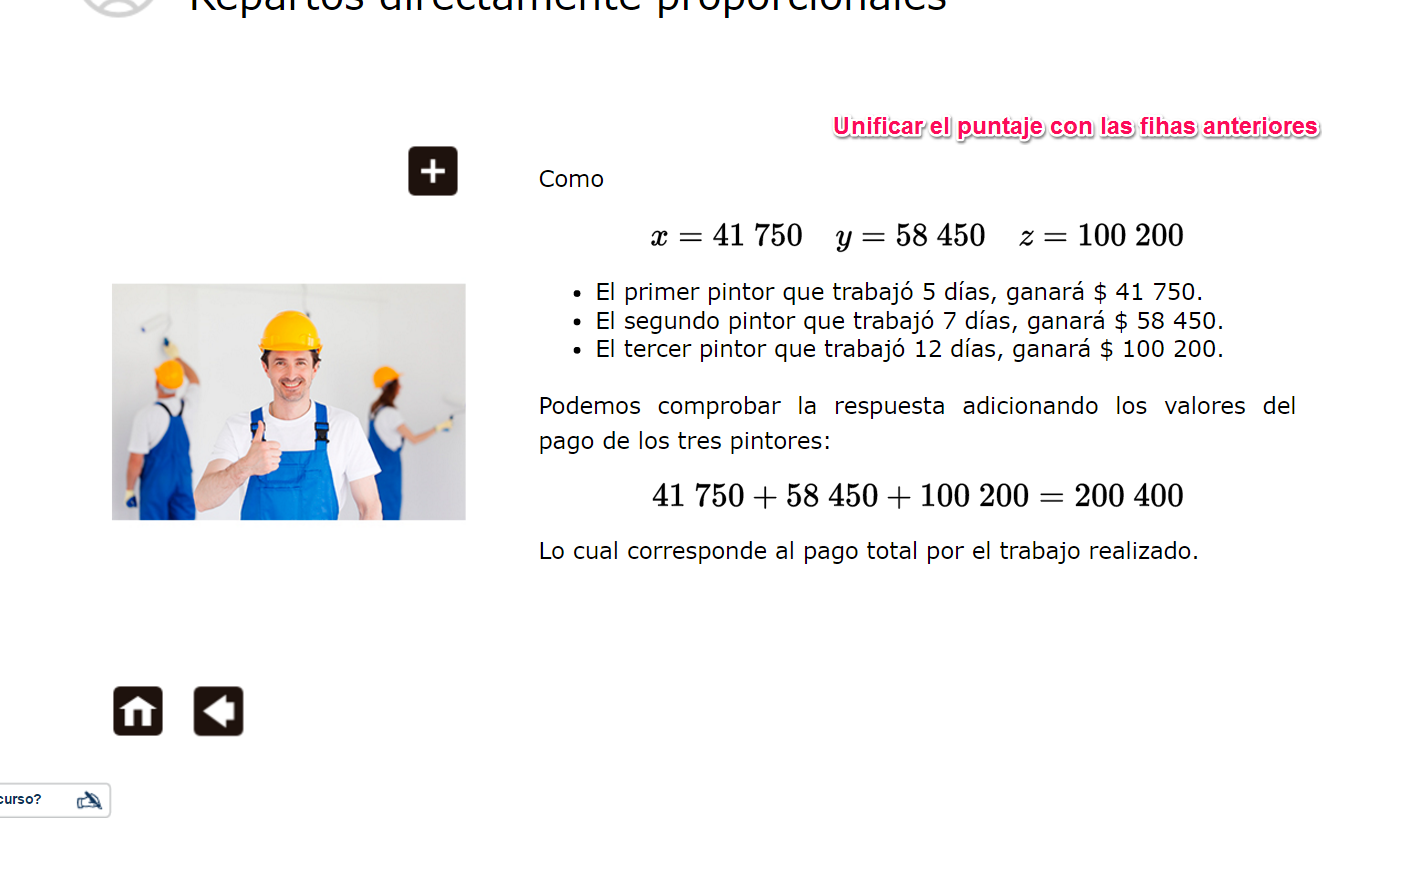 Repartos directamente proporcionales
Unificar el puntaje con las fihas anteriores
Como
x = 41 750 y = 58 450 z = 100 200
• El primer pintor que trabajó 5 días, ganará $ 41 750.
• El segundo pintor que trabajó 7 días, ganará $ 58 450.
• El tercer pintor que trabajó 12 días, ganará $ 100 200.
Podemos comprobar la respuesta adicionando los valores del
pago de los tres pintores:
41 750 + 58 450 + 100 200 = 200 400
Lo cual corresponde al pago total por el trabajo realizado.
curso?